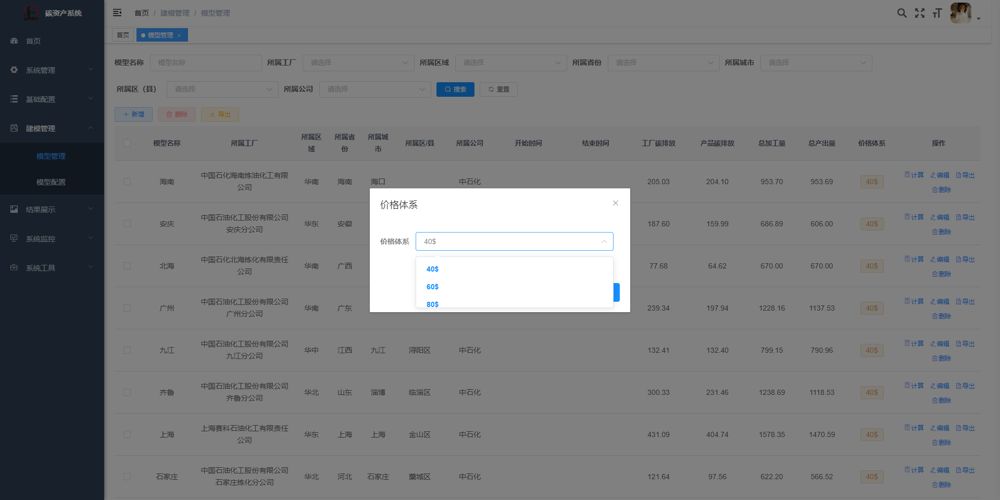 碳资产系统
首页
系统管理
基础配置
建模管理
模型管理
模型配置
结果展示
系统监控
系统工具
首页 / 建模管理 / 模型管理
首页
模型管理 ×
模型名称 模型名称 所属工厂 请选择 所属区域 请选择 所属省份 请选择 所属城市 请选择
所属区（县） 请选择 所属公司 请选择 搜索 重置
新增 删除 导出
模型名称 所属工厂 所属区域 所属省份 所属城市 所属区/县 所属公司 开始时间 结束时间 工厂碳排放 产品碳排放 总加工量 总产出量 价格体系 操作
海南 中国石化海南炼油化工有限公司 华南 海南 海口 中石化 205.03 204.10 953.70 953.69 40$ 计算 编辑 导出 删除
安庆 中国石油化工股份有限公司安庆分公司 华东 安徽 187.60 159.99 686.89 606.00 40$ 计算 编辑 导出 删除
北海 中国石化北海炼化有限责任公司 华南 广西 77.68 64.62 670.00 670.00 40$ 计算 编辑 导出 删除
广州 中国石油化工股份有限公司广州分公司 华南 广东 239.34 197.94 1228.16 1137.53 40$ 计算 编辑 导出 删除
九江 中国石油化工股份有限公司九江分公司 华中 江西 九江 浔阳区 中石化 132.41 132.40 799.15 790.96 40$ 计算 编辑 导出 删除
齐鲁 中国石油化工股份有限公司齐鲁分公司 华北 山东 淄博 临淄区 中石化 300.33 231.46 1238.69 1118.53 40$ 计算 编辑 导出 删除
上海 上海赛科石油化工有限责任公司 华东 上海 上海 金山区 中石化 431.09 404.74 1578.35 1470.59 40$ 计算 编辑 导出 删除
石家庄 中国石油化工股份有限公司石家庄炼化分公司 华北 河北 石家庄 藁城区 中石化 121.64 97.56 622.20 566.52 40$ 计算 编辑 导出 删除
价格体系
价格体系 40$
40$
60$
80$